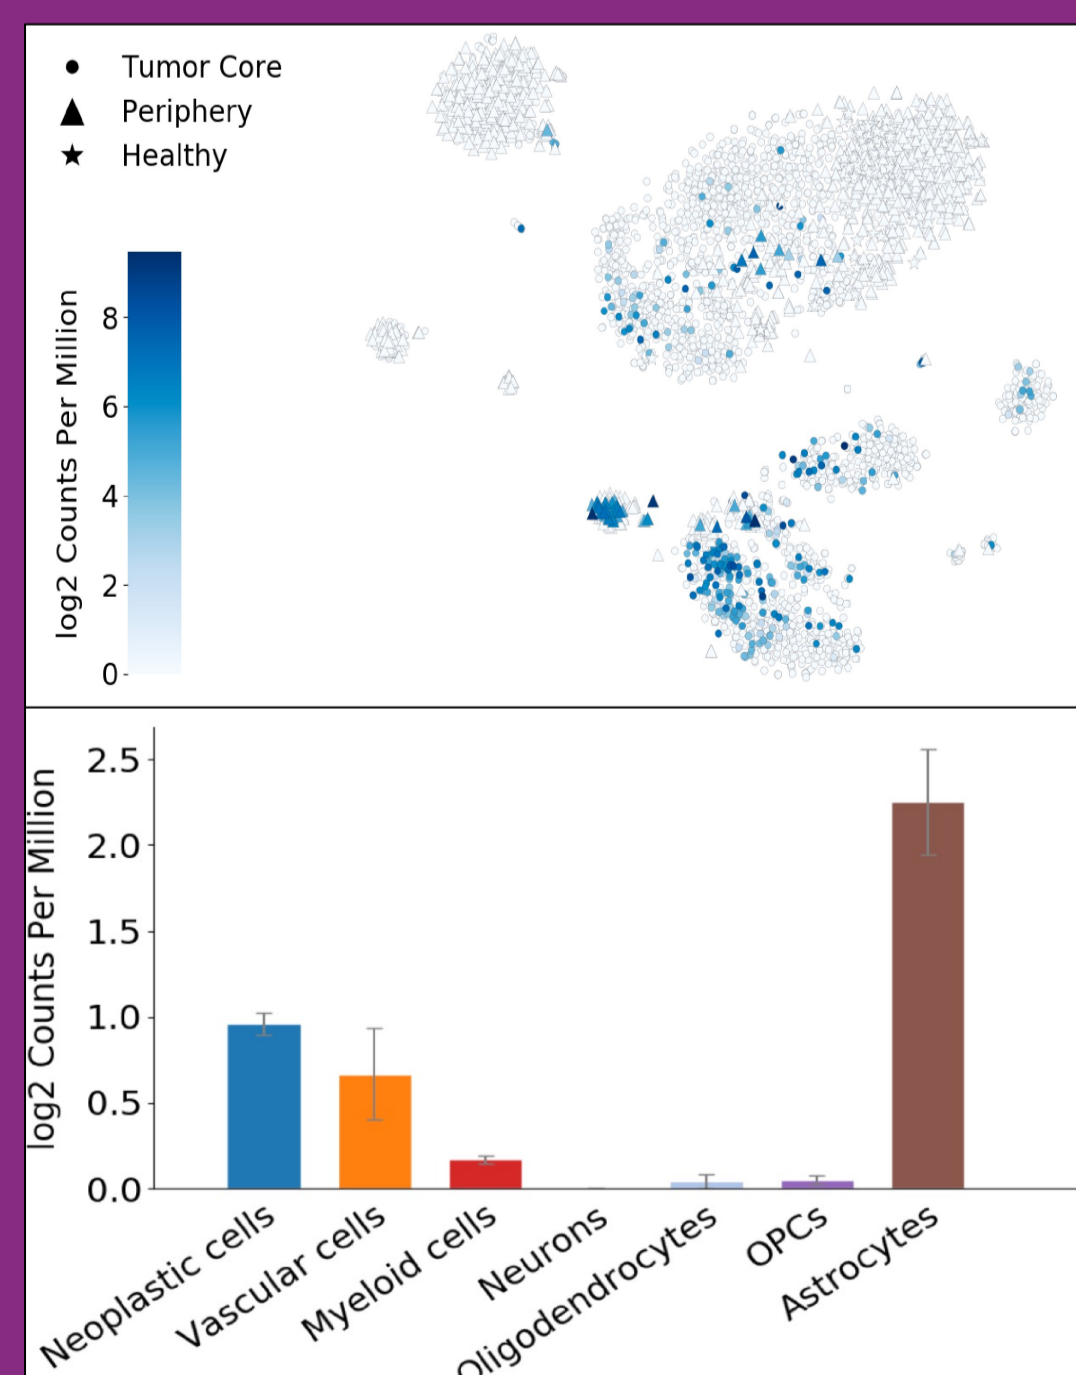 Tumor Core
Periphery
Healthy
log2 Counts Per Million
8
6
4
2
0
log2 Counts Per Million
2.5
2.0
1.5
1.0
0.5
0.0
Neoplastic cells
Vascular cells
Myeloid cells
Neurons
Oligodendrocytes
OPCs
Astrocytes